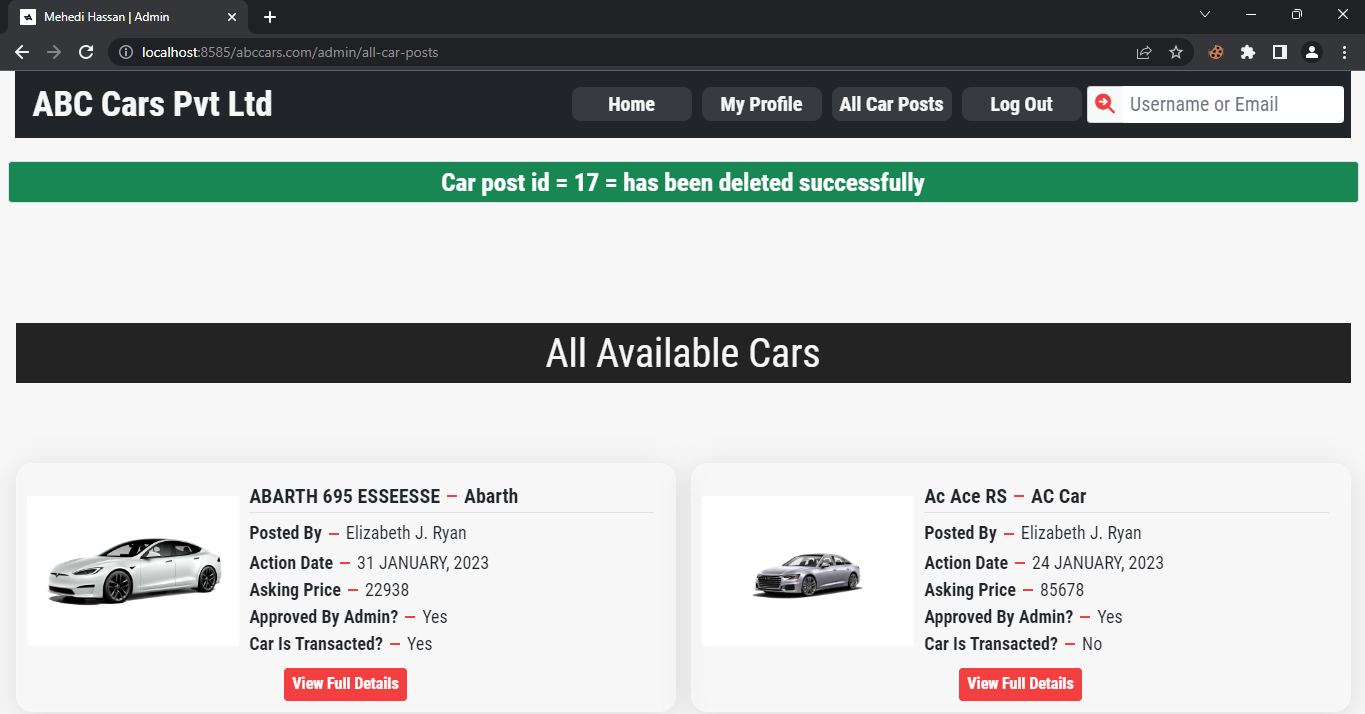 Mehedi Hassan | Admin
localhost:8585/abccars.com/admin/all-car-posts
ABC Cars Pvt Ltd
Home
My Profile
All Car Posts
Log Out
Username or Email
Car post id = 17 = has been deleted successfully
All Available Cars
ABARTH 695 ESSEESSE — Abarth
Posted By — Elizabeth J. Ryan
Action Date — 31 JANUARY, 2023
Asking Price — 22938
Approved By Admin? — Yes
Car Is Transacted? — Yes
View Full Details
Ac Ace RS — AC Car
Posted By — Elizabeth J. Ryan
Action Date — 24 JANUARY, 2023
Asking Price — 85678
Approved By Admin? — Yes
Car Is Transacted? — No
View Full Details